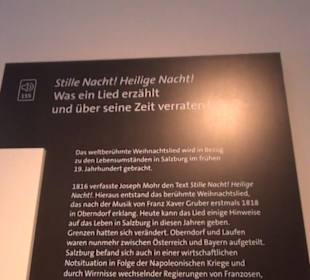 115
Stille Nacht! Heilige Nacht!
Was ein Lied erzählt
und über seine Zeit verraten
Das weltberühmte Weihnachtslied wird in Bezug
zu den Lebensumständen in Salzburg im frühen
19. Jahrhundert gebracht.
1816 verfasste Joseph Mohr den Text Stille Nacht! Heilige
Nacht!. Hieraus entstand das berühmte Weihnachtslied,
das nach der Musik von Franz Xaver Gruber erstmals 1818
in Oberndorf erklang. Heute kann das Lied einige Hinweise
auf das Leben in Salzburg in diesen Jahren geben.
Grenzen hatten sich verändert. Oberndorf und Laufen
waren nunmehr zwischen Österreich und Bayern aufgeteilt.
Salzburg befand sich auch in einer wirtschaftlichen
Notsituation in Folge der Napoleonischen Kriege und
durch Wirrnisse wechselnder Regierungen von Franzosen,